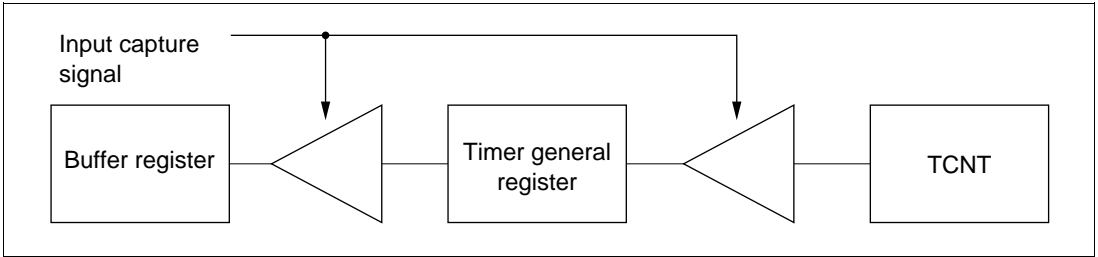 Input capture
signal
Buffer register
Timer general
register
TCNT